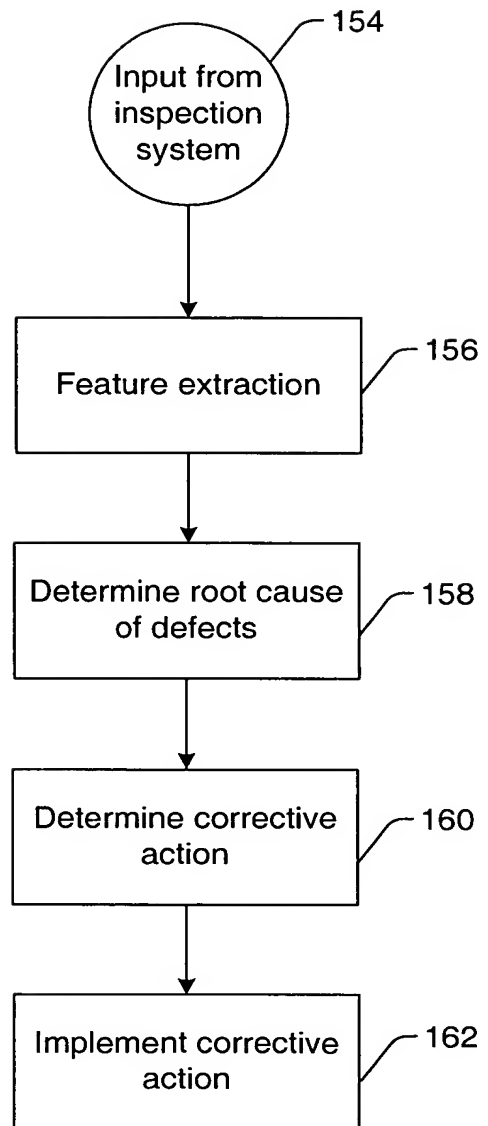 154
Input from
inspection
system
156
Feature extraction
158
Determine root cause
of defects
160
Determine corrective
action
162
Implement corrective
action